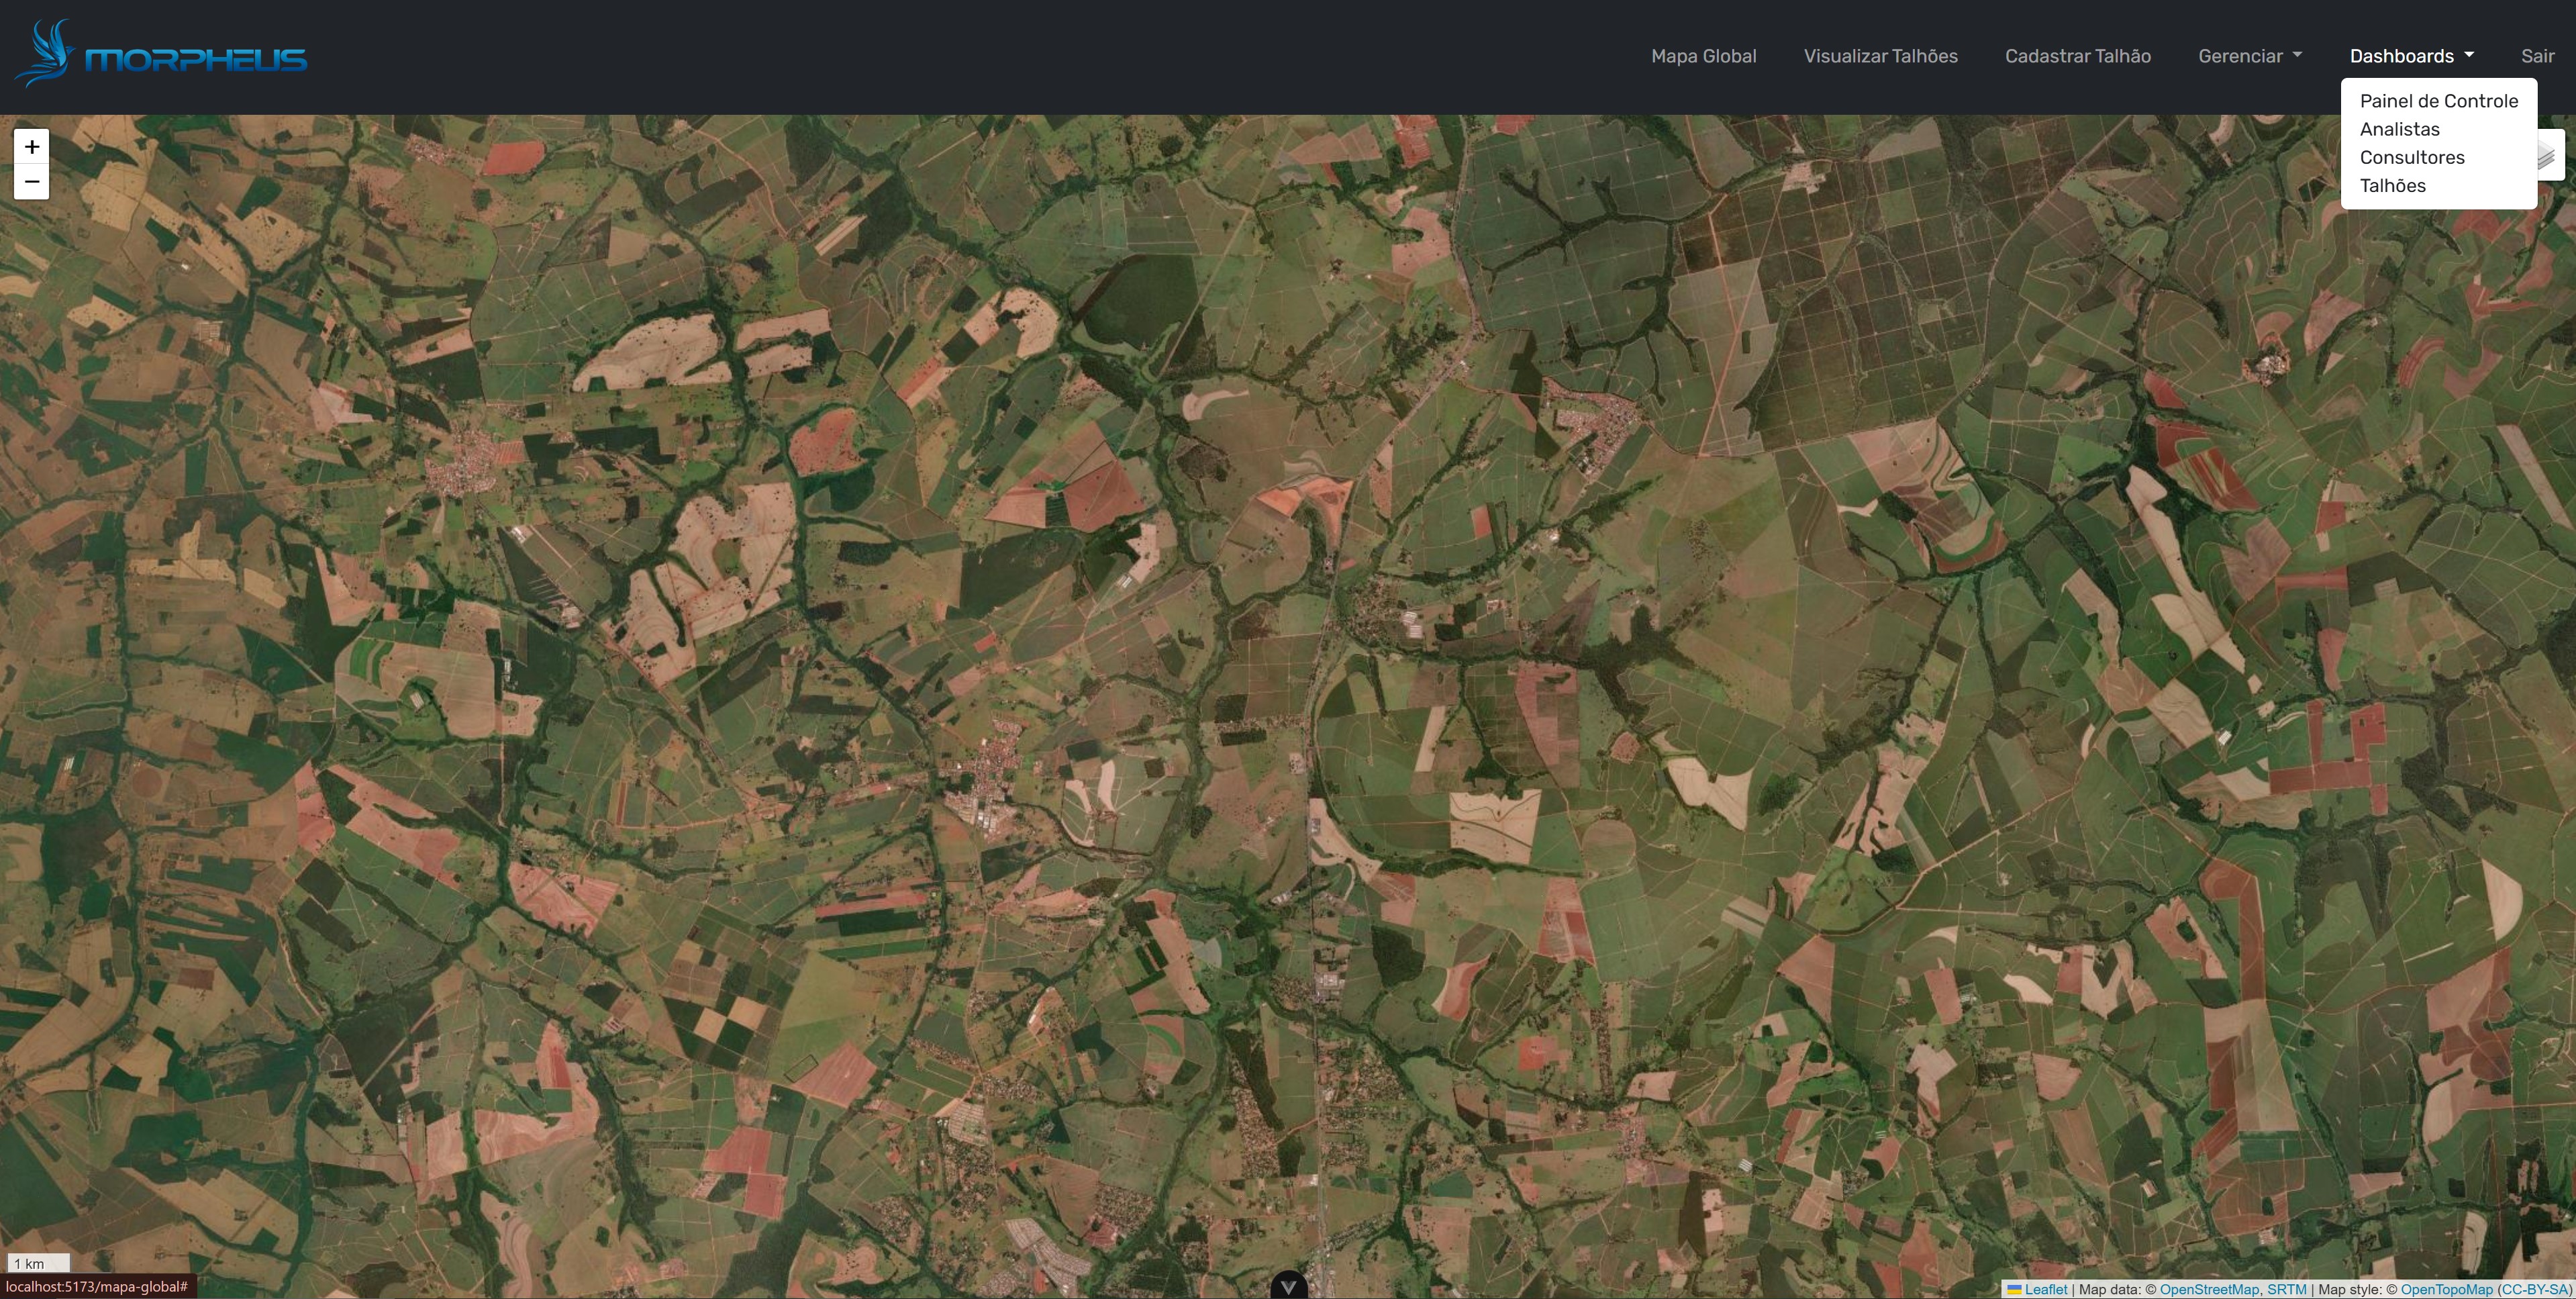 MORPHEUS
Mapa Global
Visualizar Talhões
Cadastrar Talhão
Gerenciar
Dashboards
Sair
Painel de Controle
Analistas
Consultores
Talhões
+
−
1 km
localhost:5173/mapa-global#
Leaflet | Map data: © OpenStreetMap, SRTM | Map style: © OpenTopoMap (CC-BY-SA)